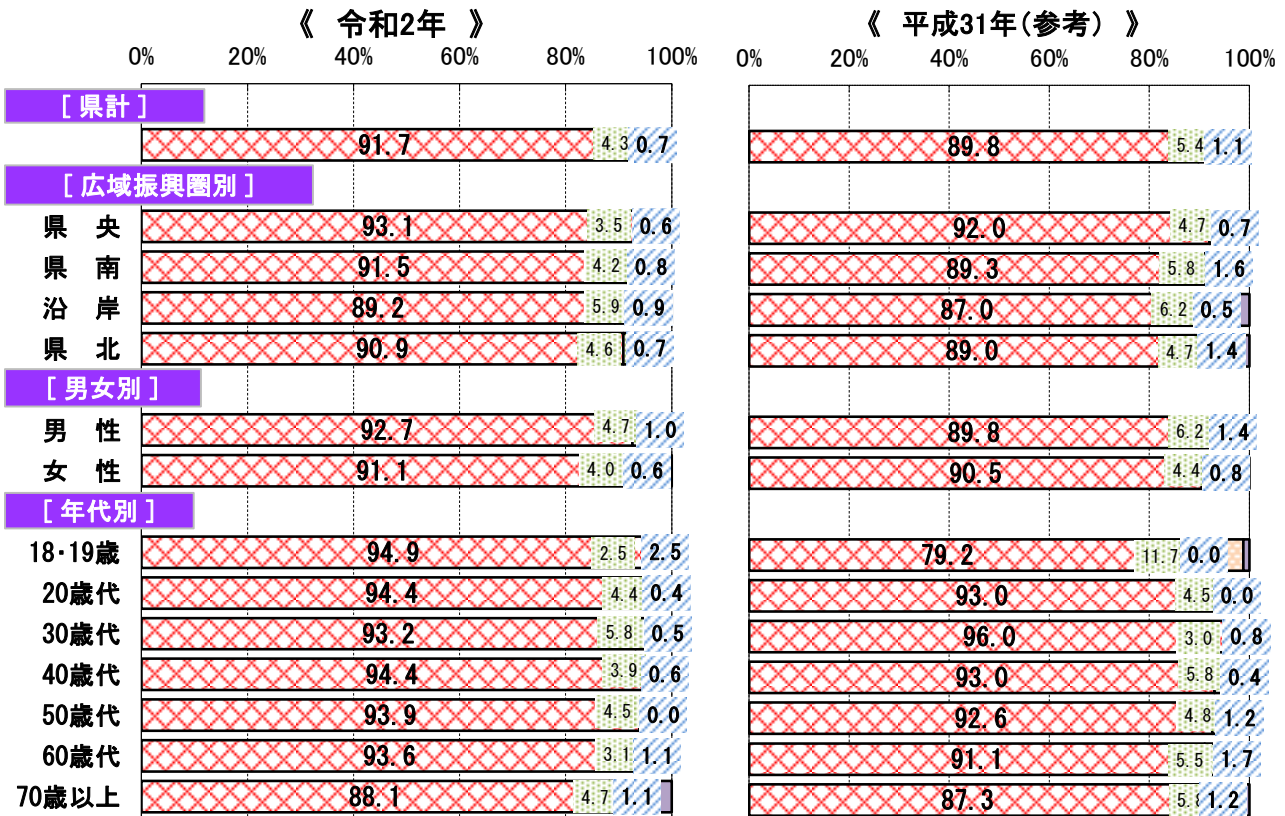 《 令和2年 》 《 平成31年(参考) 》
0% 20% 40% 60% 80% 100% 0% 20% 40% 60% 80% 100%
[ 県計 ]
91.7 4.3 0.7 89.8 5.4 1.1
[ 広域振興圏別 ]
県 央 93.1 3.5 0.6 92.0 4.7 0.7
県 南 91.5 4.2 0.8 89.3 5.8 1.6
沿 岸 89.2 5.9 0.9 87.0 6.2 0.5
県 北 90.9 4.6 0.7 89.0 4.7 1.4
[ 男女別 ]
男 性 92.7 4.7 1.0 89.8 6.2 1.4
女 性 91.1 4.0 0.6 90.5 4.4 0.8
[ 年代別 ]
18・19歳 94.9 2.5 2.5 79.2 11.7 0.0
20歳代 94.4 4.4 0.4 93.0 4.5 0.0
30歳代 93.2 5.8 0.5 96.0 3.0 0.8
40歳代 94.4 3.9 0.6 93.0 5.8 0.4
50歳代 93.9 4.5 0.0 92.6 4.8 1.2
60歳代 93.6 3.1 1.1 91.1 5.5 1.7
70歳以上 88.1 4.7 1.1 87.3 1.2